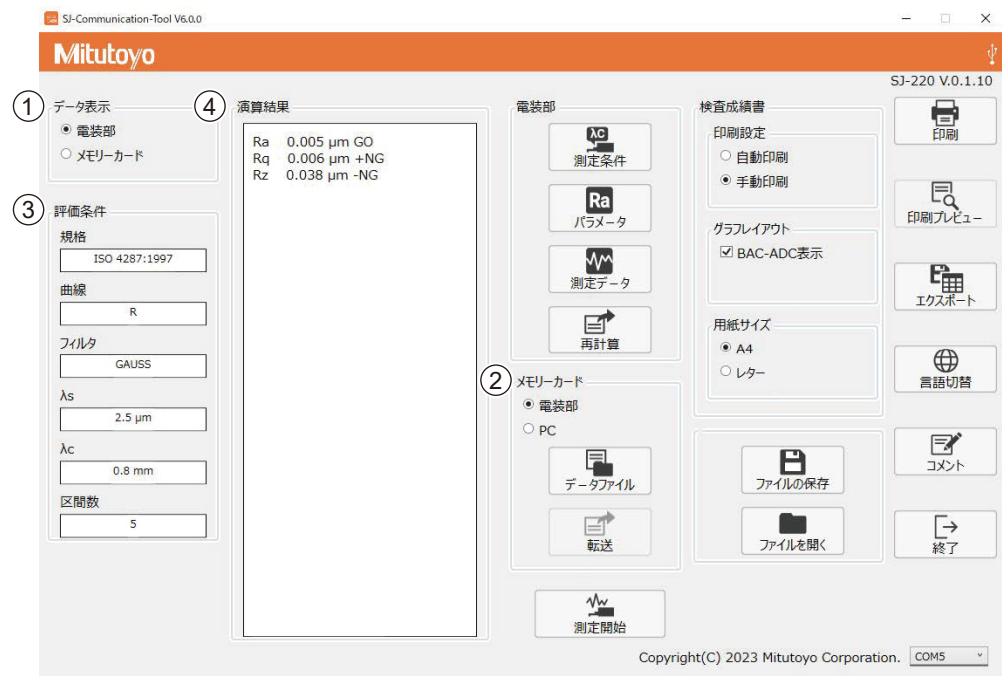 SJ-Communication-Tool V6.0.0
Mitutoyo
SJ-220 V.0.1.10
①
データ表示
電装部
メモリーカード
③
評価条件
規格
ISO 4287:1997
曲線
R
フィルタ
GAUSS
λs
2.5 μm
λc
0.8 mm
区間数
5
④
演算結果
Ra 0.005 μm GO
Rq 0.006 μm +NG
Rz 0.038 μm -NG
電装部
λc
測定条件
Ra
パラメータ
測定データ
再計算
②
メモリーカード
電装部
PC
データファイル
転送
測定開始
検査成績書
印刷設定
自動印刷
手動印刷
グラフレイアウト
BAC-ADC表示
用紙サイズ
A4
レター
ファイルの保存
ファイルを開く
印刷
印刷プレビュー
エクスポート
言語切替
コメント
終了
Copyright(C) 2023 Mitutoyo Corporation.
COM5